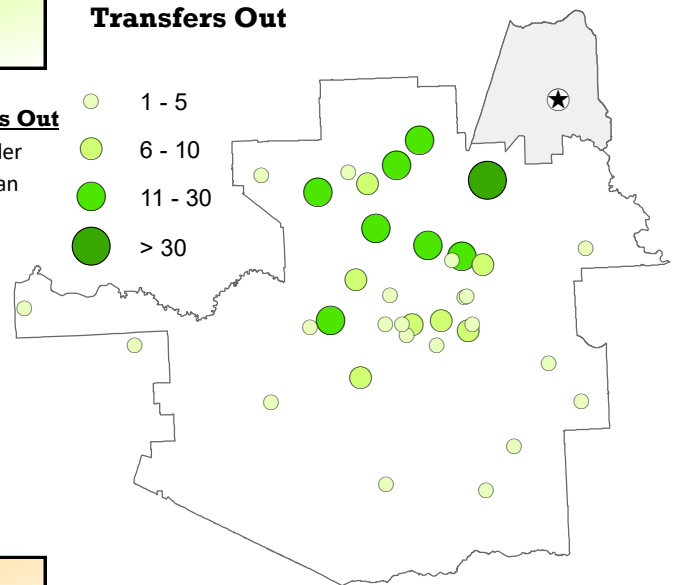 Transfers Out
s Out
ler
an
1 - 5
6 - 10
11 - 30
> 30